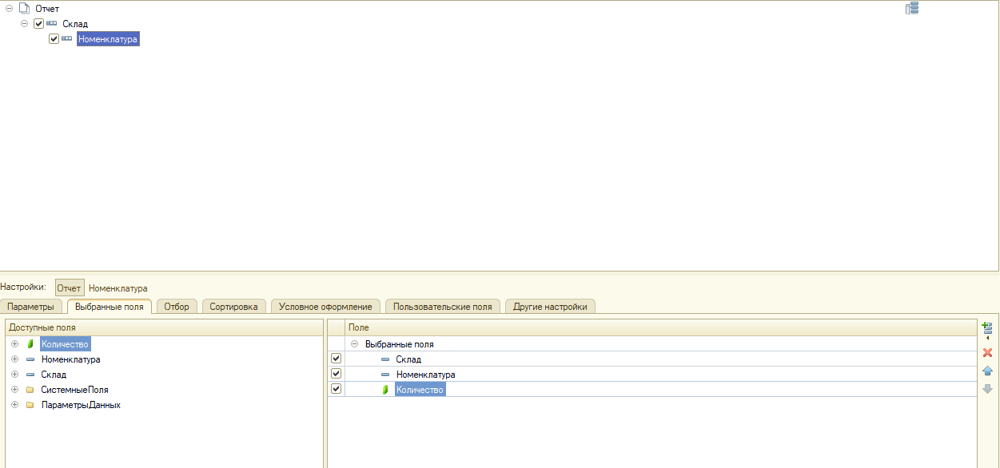 Отчет
Склад
Номенклатура
Настройки: Отчет Номенклатура
Параметры Выбранные поля Отбор Сортировка Условное оформление Пользовательские поля Другие настройки
Доступные поля
Количество
Номенклатура
Склад
СистемныеПоля
ПараметрыДанных
Поле
Выбранные поля
Склад
Номенклатура
Количество